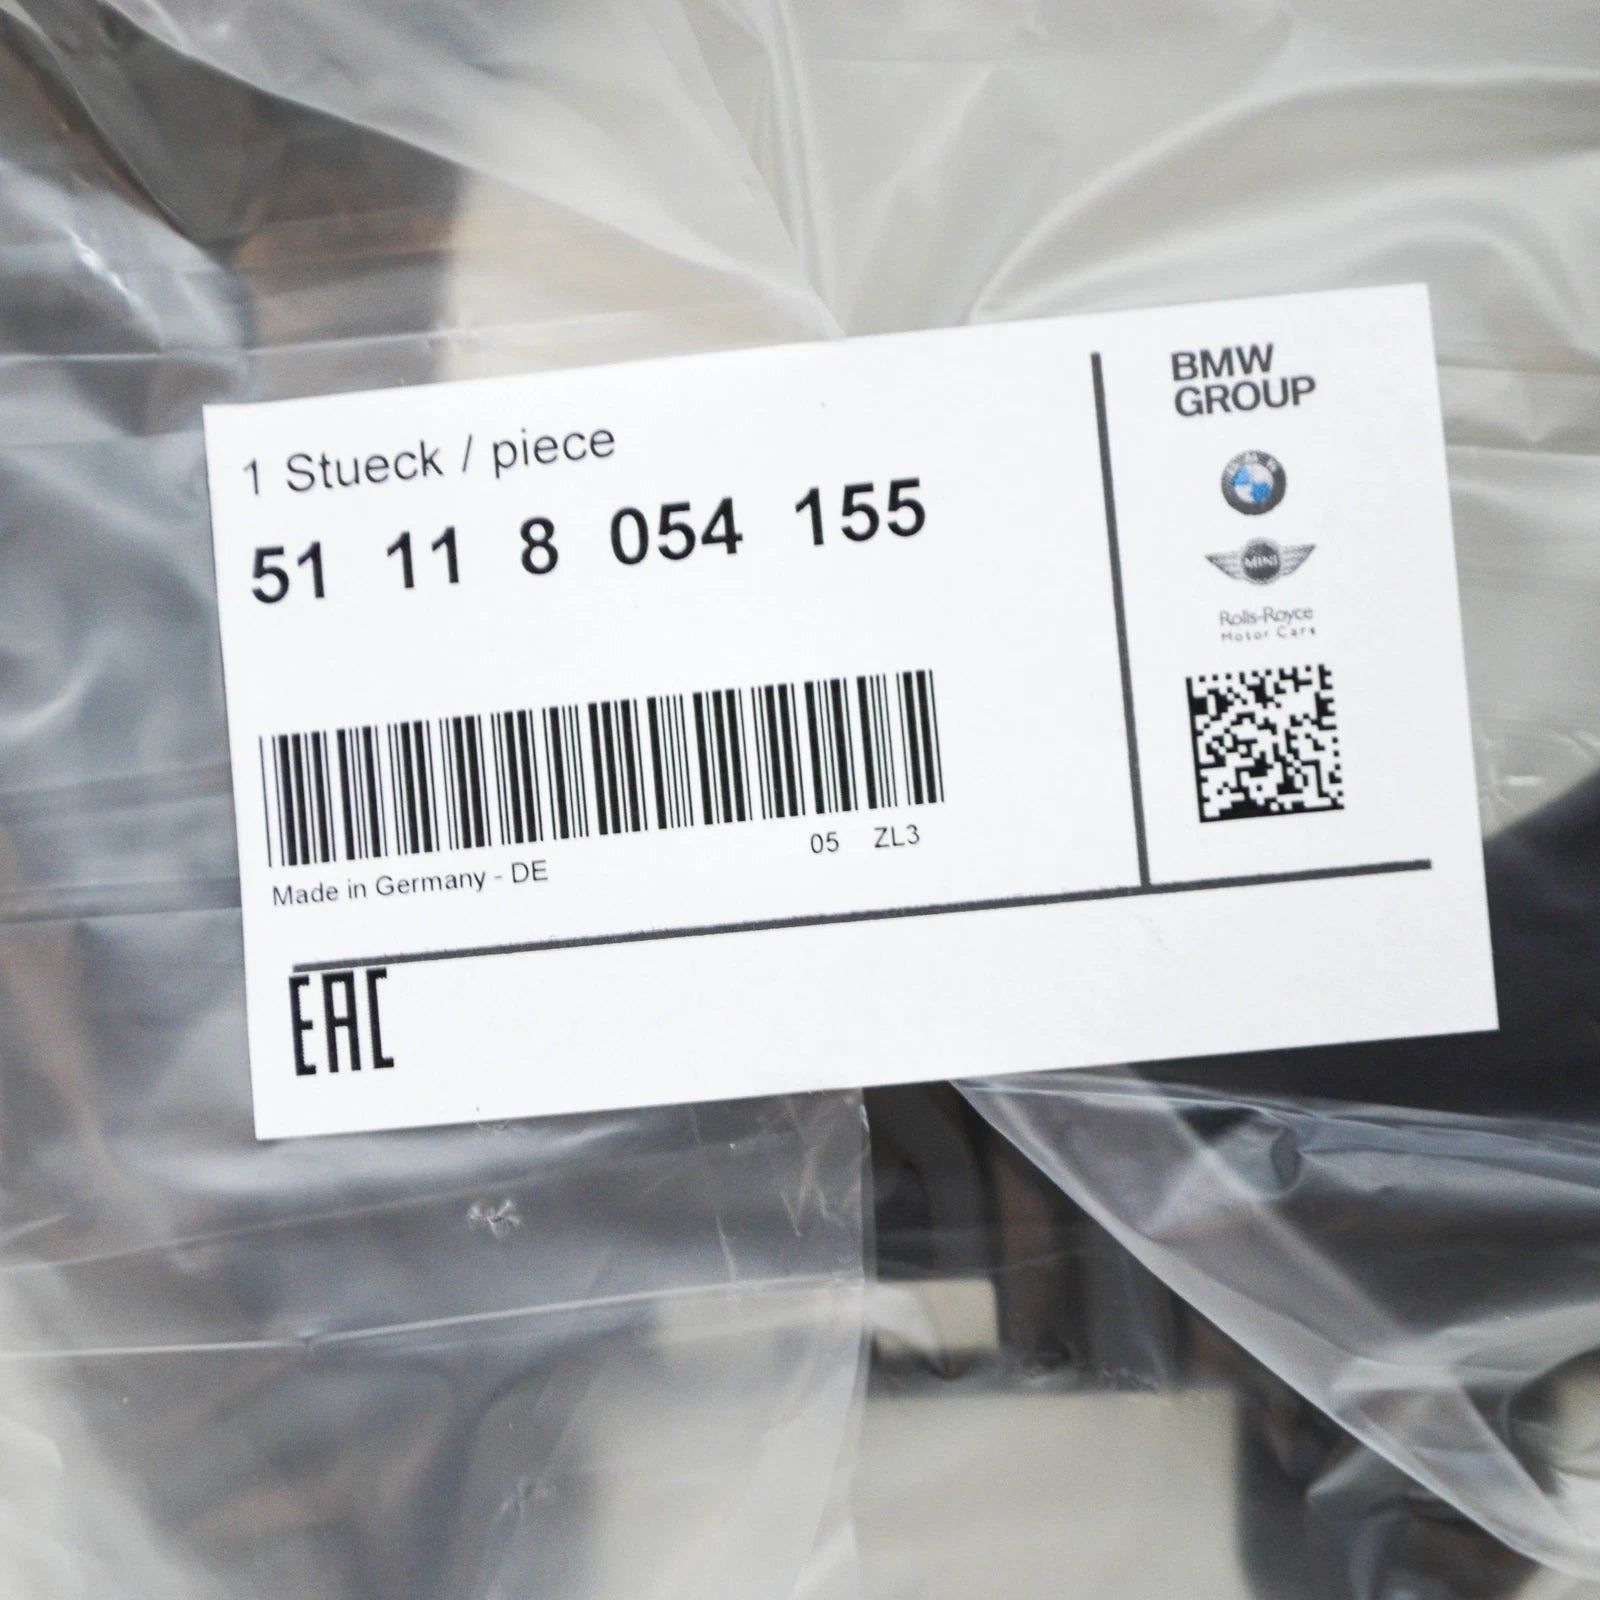 1 Stueck / piece
51 11 8 054 155
Made in Germany - DE
05 ZL3
BMW
GROUP
MINI
Rolls-Royce
Motor Cars
EAC